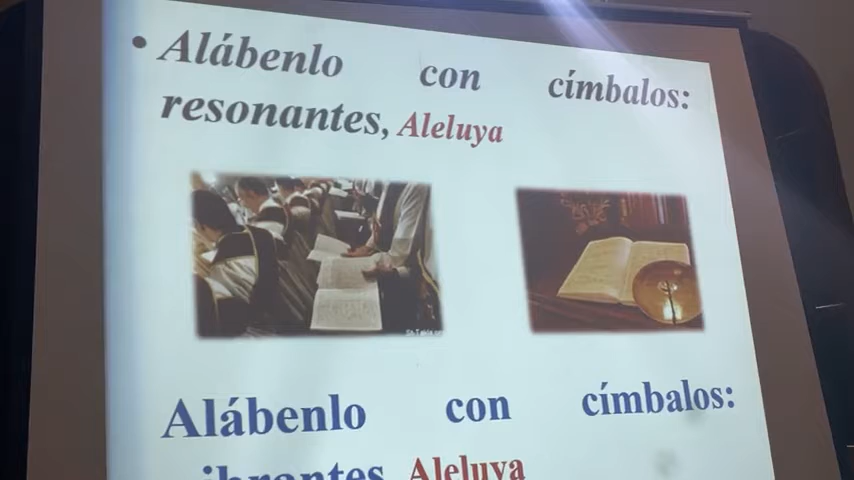 • Alábenlo con címbalos:
resonantes, Aleluya
Alábenlo con címbalos:
Aleluya